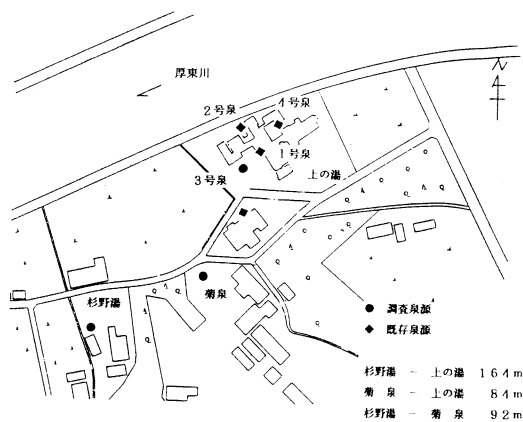 厚東川
N
2号泉
4号泉
1号泉
3号泉
上の湯
杉野湯
菊泉
● 調査泉源
◆ 既存泉源
杉野湯 － 上の湯 164m
菊 泉 － 上の湯 84m
杉野湯 － 菊 泉 92m